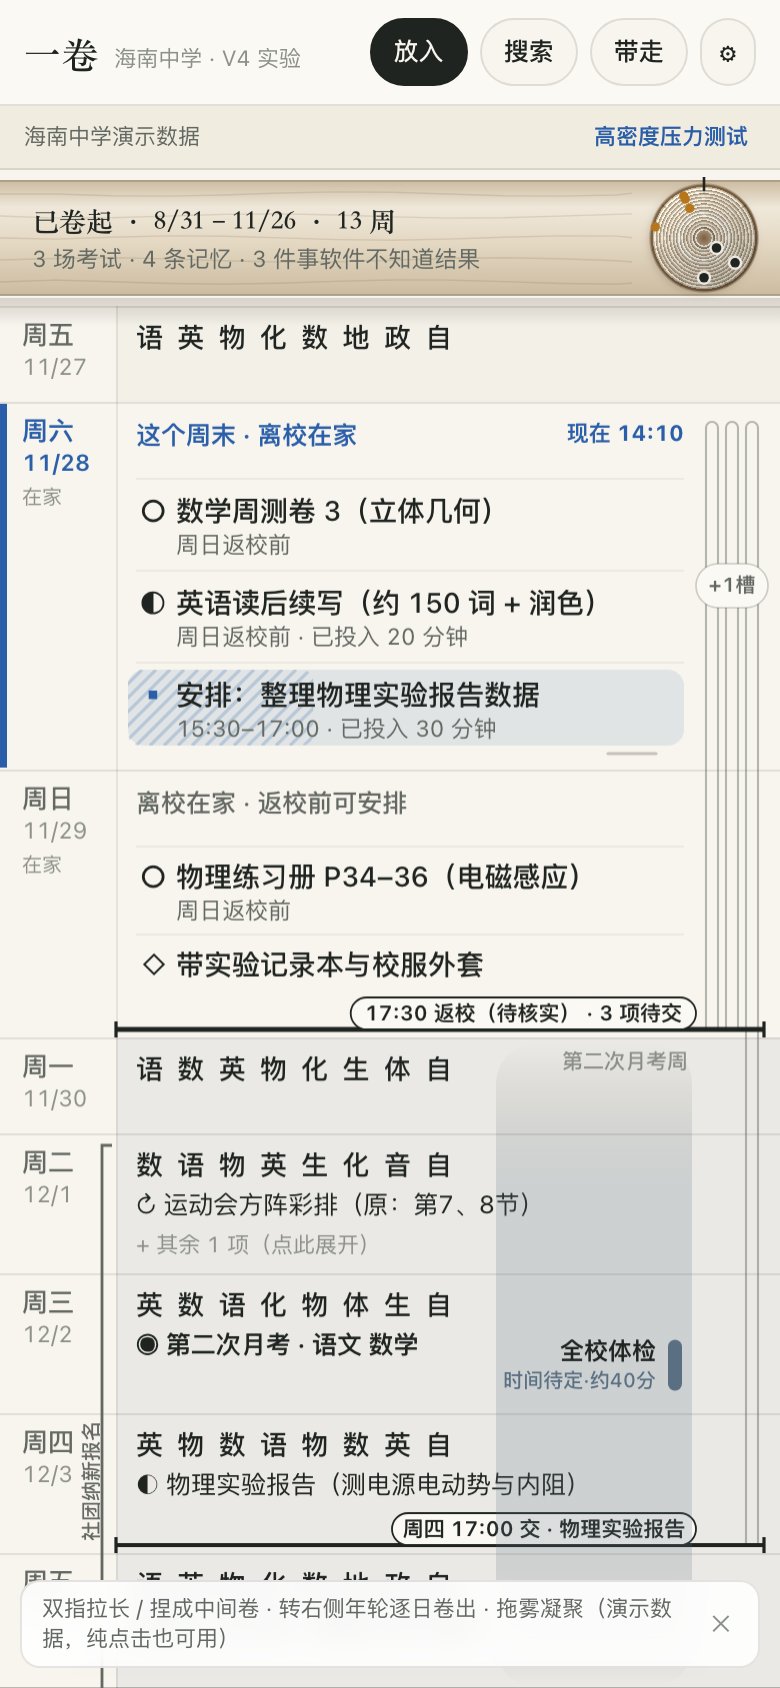 一卷 海南中学 · V4 实验 放入 搜索 带走
海南中学演示数据 高密度压力测试
已卷起 · 8/31 – 11/26 · 13 周
3 场考试 · 4 条记忆 · 3 件事软件不知道结果
周五 语 英 物 化 数 地 政 自
11/27
周六 这个周末 · 离校在家 现在 14:10
11/28
在家
数学周测卷 3（立体几何）
周日返校前
+1槽
英语读后续写（约 150 词 + 润色）
周日返校前 · 已投入 20 分钟
安排：整理物理实验报告数据
15:30–17:00 · 已投入 30 分钟
周日 离校在家 · 返校前可安排
11/29
在家
物理练习册 P34–36（电磁感应）
周日返校前
带实验记录本与校服外套
17:30 返校（待核实） · 3 项待交
周一 语 数 英 物 化 生 体 自 第二次月考周
11/30
周二 数 语 物 英 生 化 音 自
12/1 运动会方阵彩排（原：第7、8节）
+ 其余 1 项（点此展开）
周三 英 数 语 化 物 体 生 自
12/2 第二次月考 · 语文 数学
全校体检
时间待定·约40分
周四 英 物 数 语 物 数 英 自
12/3 物理实验报告（测电源电动势与内阻）
社团纳新报名
周四 17:00 交 · 物理实验报告
双指拉长 / 捏成中间卷 · 转右侧年轮逐日卷出 · 拖雾凝聚（演示数
据，纯点击也可用）